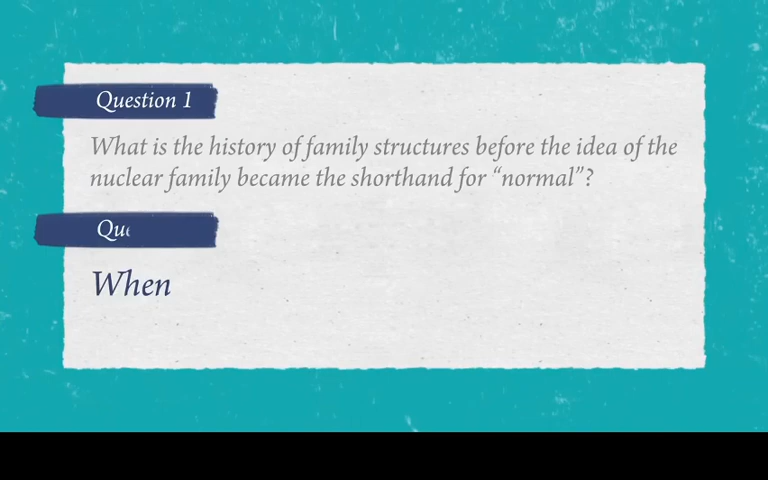 Question 1
What is the history of family structures before the idea of the
nuclear family became the shorthand for “normal”?
Que
When